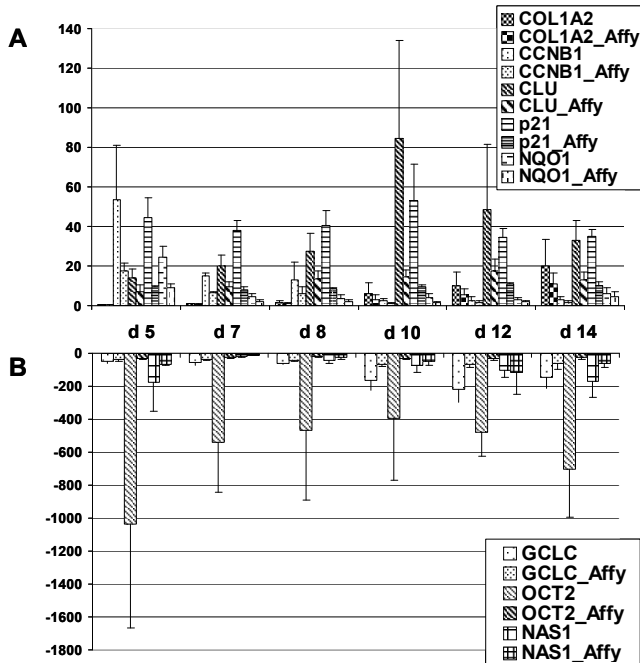 A
140
120
100
80
60
40
20
0
COL1A2
COL1A2_Affy
CCNB1
CCNB1_Affy
CLU
CLU_Affy
p21
p21_Affy
NQO1
NQO1_Affy
d 5 d 7 d 8 d 10 d 12 d 14
B
0
-200
-400
-600
-800
-1000
-1200
-1400
-1600
-1800
GCLC
GCLC_Affy
OCT2
OCT2_Affy
NAS1
NAS1_Affy